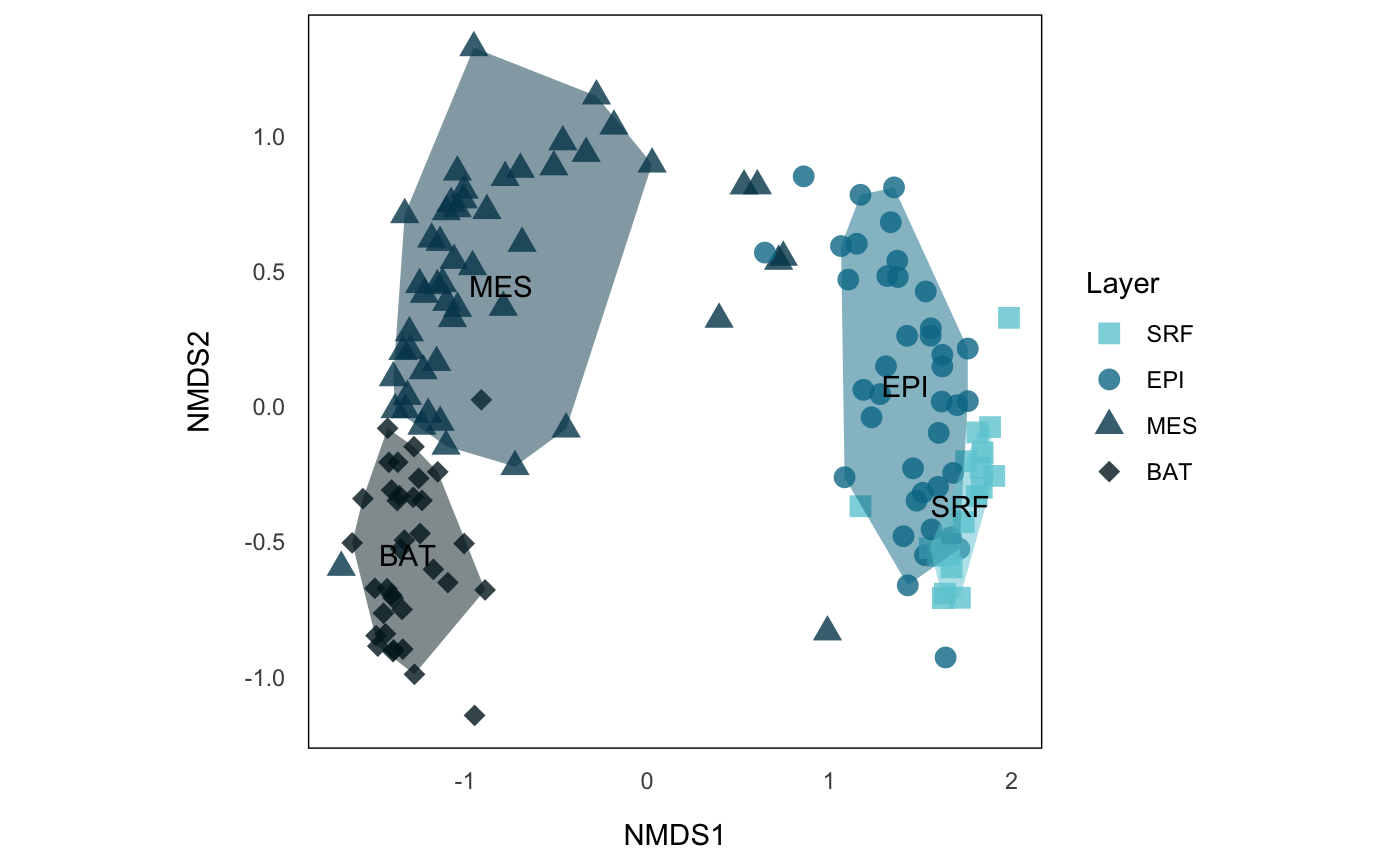 1.0
0.5
0.0
-0.5
-1.0
NMDS2
MES
EPI
SRF
BAT
-1 0 1 2
NMDS1
Layer
SRF
EPI
MES
BAT